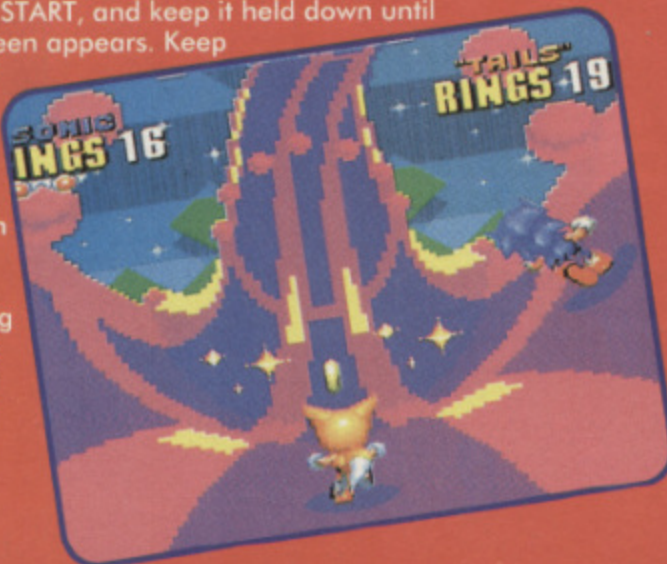 START, and keep it held down until
een appears. Keep
SONIC
INGS 16
"TAILS"
RINGS 19
n
g